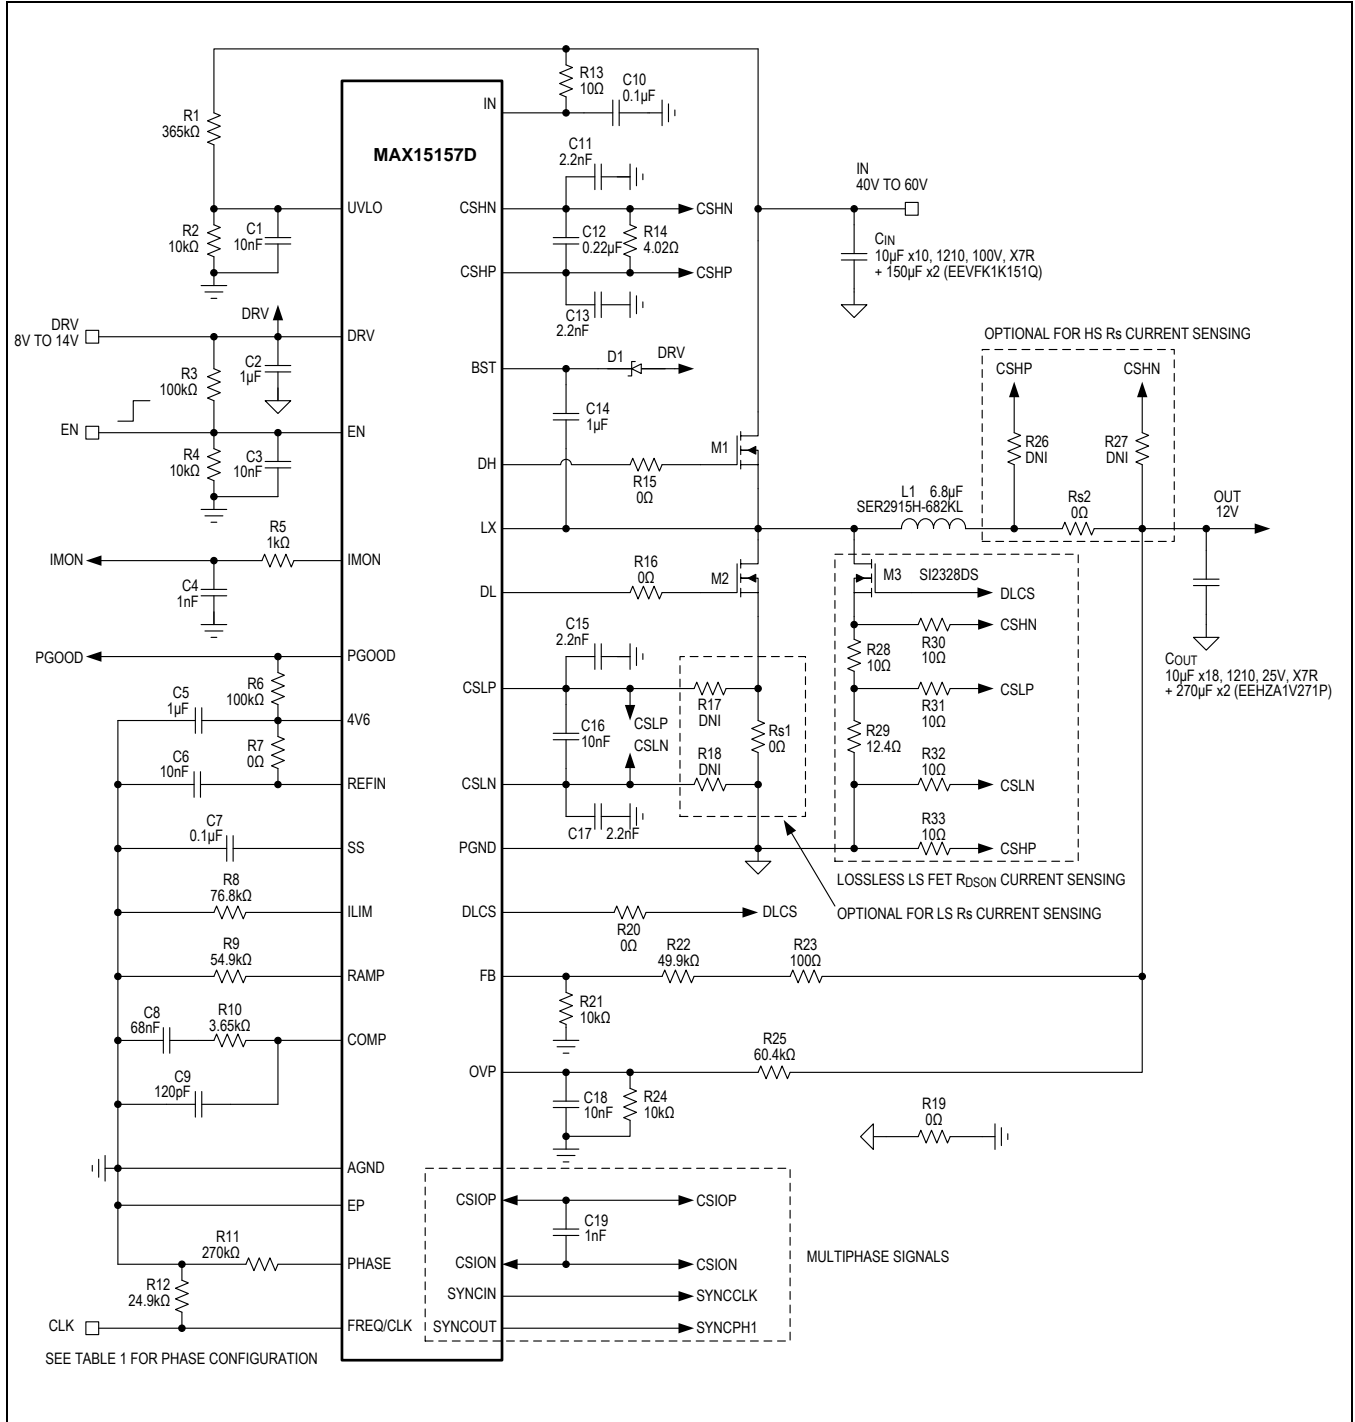 R13
10Ω
C10
0.1µF
IN
R1
365kΩ
MAX15157D
C11
2.2nF
IN
40V TO 60V
UVLO
CSHN
CSHN
R2
10kΩ
C1
10nF
C12
0.22µF
R14
4.02Ω
CIN
10µF x10, 1210, 100V, X7R
+ 150µF x2 (EEVFK1K151Q)
CSHP
CSHP
C13
2.2nF
DRV
DRV
8V TO 14V
DRV
OPTIONAL FOR HS Rs CURRENT SENSING
R3
100kΩ
C2
1µF
BST
D1
DRV
CSHP
CSHN
C14
1µF
EN
EN
M1
R26
DNI
R27
DNI
R4
10kΩ
C3
10nF
DH
R15
0Ω
L1 6.8µF
SER2915H-682KL
Rs2
0Ω
OUT
12V
R5
1kΩ
LX
IMON
IMON
R16
0Ω
M2
M3 SI2328DS
C4
1nF
DL
DLCS
C15
2.2nF
R28
10Ω
R30
10Ω
CSHN
PGOOD
PGOOD
COUT
10µF x18, 1210, 25V, X7R
+ 270µF x2 (EEHZA1V271P)
R6
100kΩ
CSLP
R17
DNI
R31
10Ω
CSLP
C5
1µF
4V6
C16
10nF
CSLP
CSLN
Rs1
0Ω
R29
12.4Ω
R7
0Ω
C6
10nF
R18
DNI
R32
10Ω
REFIN
CSLN
CSLN
C7
0.1µF
C17 2.2nF
R33
10Ω
SS
PGND
CSHP
R8
76.8kΩ
LOSSLESS LS FET RDSON CURRENT SENSING
ILIM
DLCS
DLCS
OPTIONAL FOR LS Rs CURRENT SENSING
R20
0Ω
R9
54.9kΩ
R22
49.9kΩ
R23
100Ω
RAMP
FB
C8
68nF
R10
3.65kΩ
R21
10kΩ
COMP
R25
60.4kΩ
C9
120pF
OVP
C18
10nF
R24
10kΩ
R19
0Ω
AGND
EP
CSIOP
CSIOP
C19
1nF
R11
270kΩ
MULTIPHASE SIGNALS
PHASE
CSION
CSION
R12
24.9kΩ
SYNCIN
SYNCCLK
CLK
FREQ/CLK
SYNCOUT
SYNCPH1
SEE TABLE 1 FOR PHASE CONFIGURATION